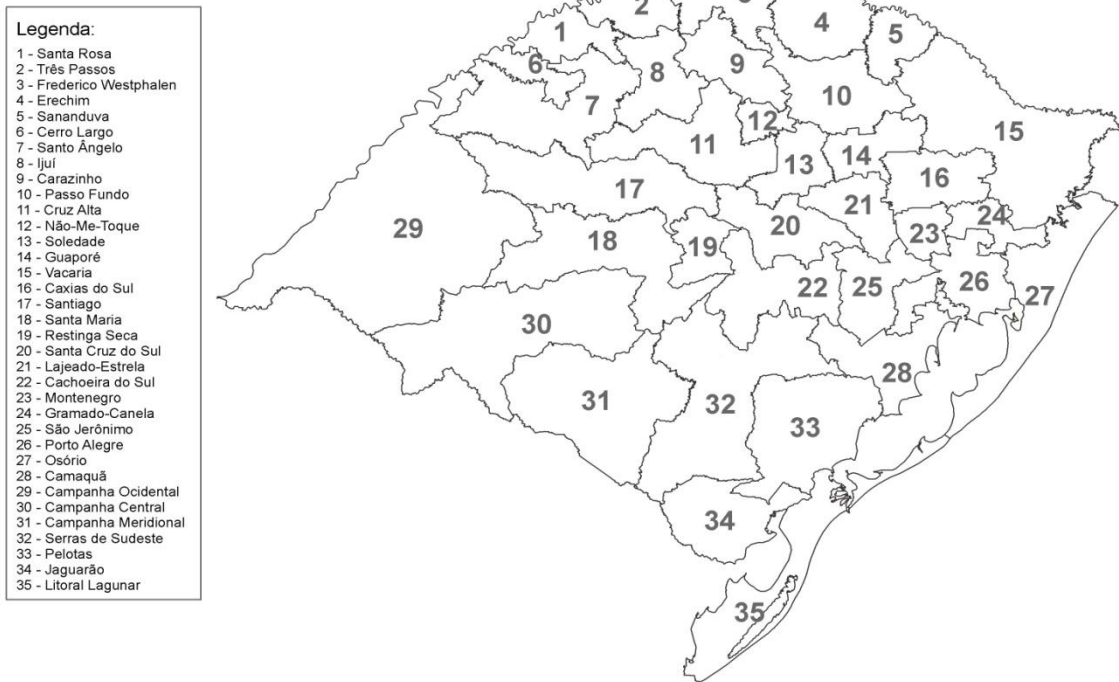 Legenda:
1 - Santa Rosa
2 - Três Passos
3 - Frederico Westphalen
4 - Erechim
5 - Sananduva
6 - Cerro Largo
7 - Santo Ângelo
8 - Ijuí
9 - Carazinho
10 - Passo Fundo
11 - Cruz Alta
12 - Não-Me-Toque
13 - Soledade
14 - Guaporé
15 - Vacaria
16 - Caxias do Sul
17 - Santiago
18 - Santa Maria
19 - Restinga Seca
20 - Santa Cruz do Sul
21 - Lajeado-Estrela
22 - Cachoeira do Sul
23 - Montenegro
24 - Gramado-Canela
25 - São Jerônimo
26 - Porto Alegre
27 - Osório
28 - Camaquã
29 - Campanha Ocidental
30 - Campanha Central
31 - Campanha Meridional
32 - Serras de Sudeste
33 - Pelotas
34 - Jaguarão
35 - Litoral Lagunar
2
1
4
5
6
8
9
7
10
12
11
15
13
14
16
17
21
20
24
29
18
19
23
22
25
26
27
30
28
31
32
33
34
35